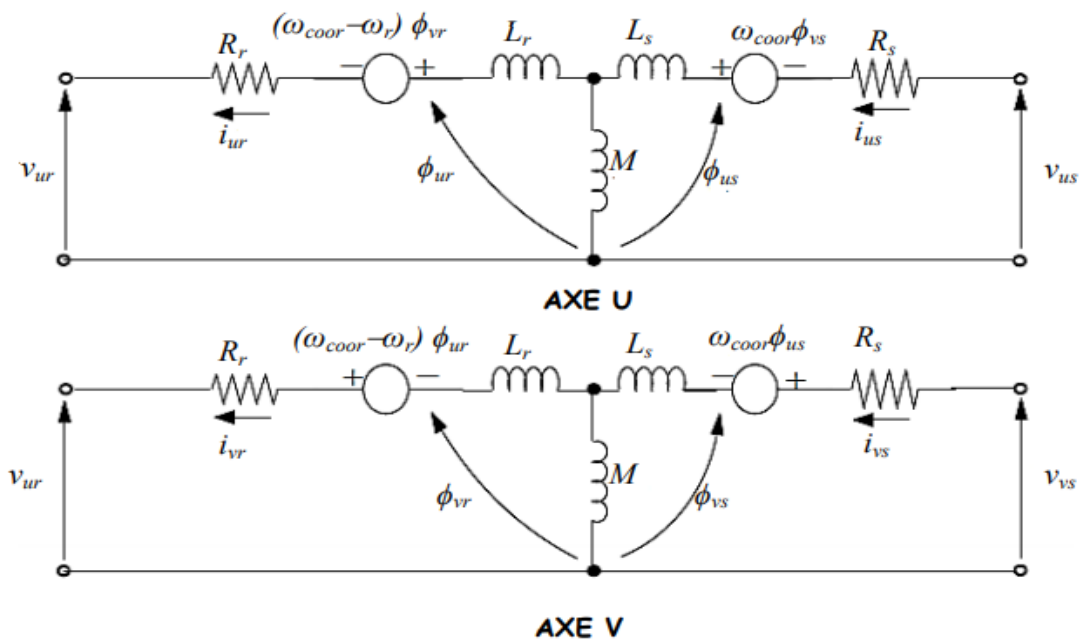 (ω_coor−ω_r) ϕ_vr
L_r
L_s
ω_coorϕ_vs
R_r
R_s
− +
+ −
i_ur
i_us
v_ur
ϕ_ur
M
ϕ_us
v_us
AXE U
(ω_coor−ω_r) ϕ_ur
L_r
L_s
ω_coorϕ_us
R_r
R_s
+ −
− +
i_vr
i_vs
v_ur
ϕ_vr
M
ϕ_vs
v_vs
AXE V